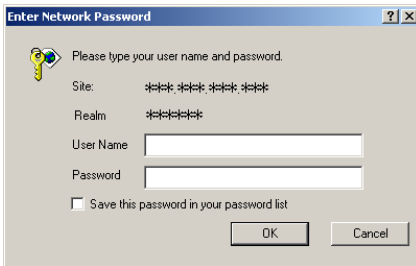 Enter Network Password
Please type your user name and password.
Site: ***.***.***.***
Realm *******
User Name
Password
Save this password in your password list
OK Cancel